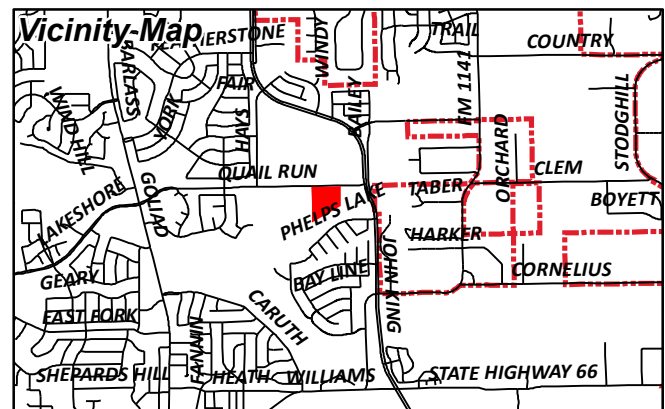 Vicinity-Map
FEATHERSTONE
TRAIL
COUNTRY
WINDY
BARLASS
FAIR
YORK
HAYS
BAILEY
FM 1141
STODGHILL
WIND HILL
QUAIL RUN
ORCHARD
CLEM
LAKESHORE
GOLIAD
TABER
BOYETT
PHELPS LAKE
HARKER
JOHN KING
GEARY
BAY LINE
CORNELIUS
EAST FORK
CARUTH
FANNIN
SHEPARDS HILL
HEATH
WILLIAMS
STATE HIGHWAY 66